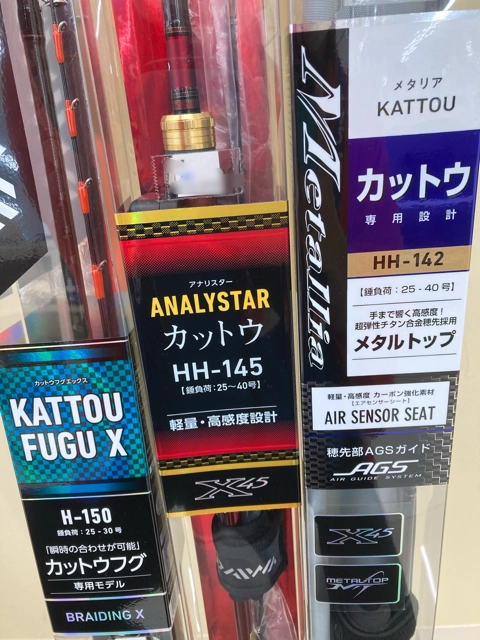 カットウフグエックス
KATTOU
FUGU X
H-150
錘負荷：25-30号
「瞬時の合わせが可能」
カットウフグ
専用モデル
BRAIDING X
アナリスター
ANALYSTAR
カットウ
HH-145
【錘負荷：25〜40号】
軽量・高感度設計
X45
DAIWA
Metallia
メタリア
KATTOU
カットウ
専用設計
HH-142
【錘負荷：25-40号】
手まで響く高感度！
超弾性チタン合金穂先採用
メタルトップ
軽量・高感度 カーボン強化素材
【エアセンサーシート】
AIR SENSOR SEAT
穂先部AGSガイド
AGS
AIR GUIDE SYSTEM
X45
METALTOP
MT